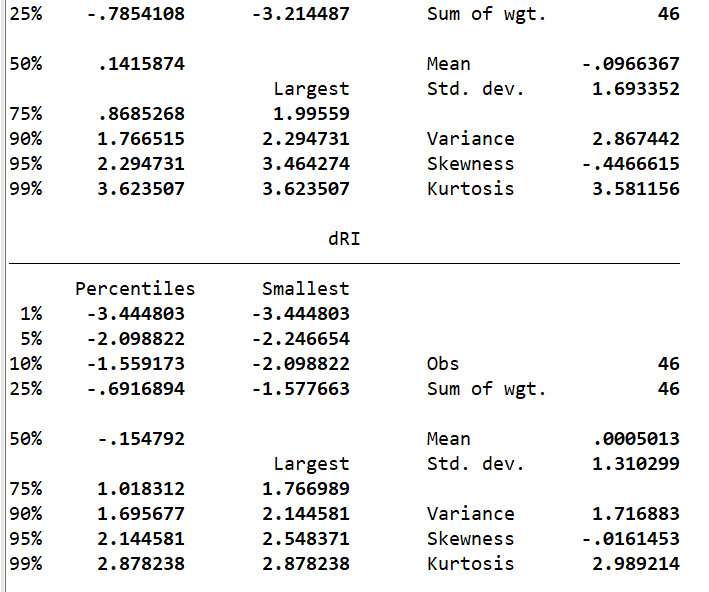 25% -.7854108 -3.214487 Sum of wgt. 46
50% .1415874 Mean -.0966367
Largest Std. dev. 1.693352
75% .8685268 1.99559
90% 1.766515 2.294731 Variance 2.867442
95% 2.294731 3.464274 Skewness -.4466615
99% 3.623507 3.623507 Kurtosis 3.581156
dRI
Percentiles Smallest
1% -3.444803 -3.444803
5% -2.098822 -2.246654
10% -1.559173 -2.098822 Obs 46
25% -.6916894 -1.577663 Sum of wgt. 46
50% -.154792 Mean .0005013
Largest Std. dev. 1.310299
75% 1.018312 1.766989
90% 1.695677 2.144581 Variance 1.716883
95% 2.144581 2.548371 Skewness -.0161453
99% 2.878238 2.878238 Kurtosis 2.989214